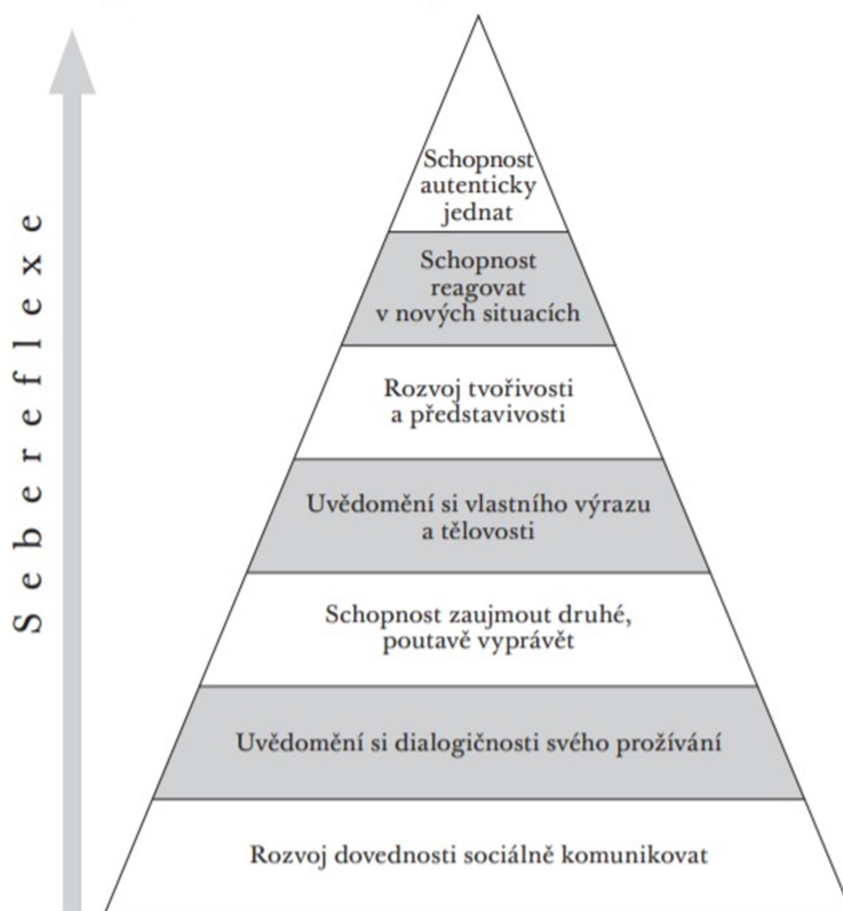 Sebereflexe
Schopnost
autenticky
jednat
Schopnost
reagovat
v nových situacích
Rozvoj tvořivosti
a představivosti
Uvědomění si vlastního výrazu
a tělovosti
Schopnost zaujmout druhé,
poutavě vyprávět
Uvědomění si dialogičnosti svého prožívání
Rozvoj dovednosti sociálně komunikovat